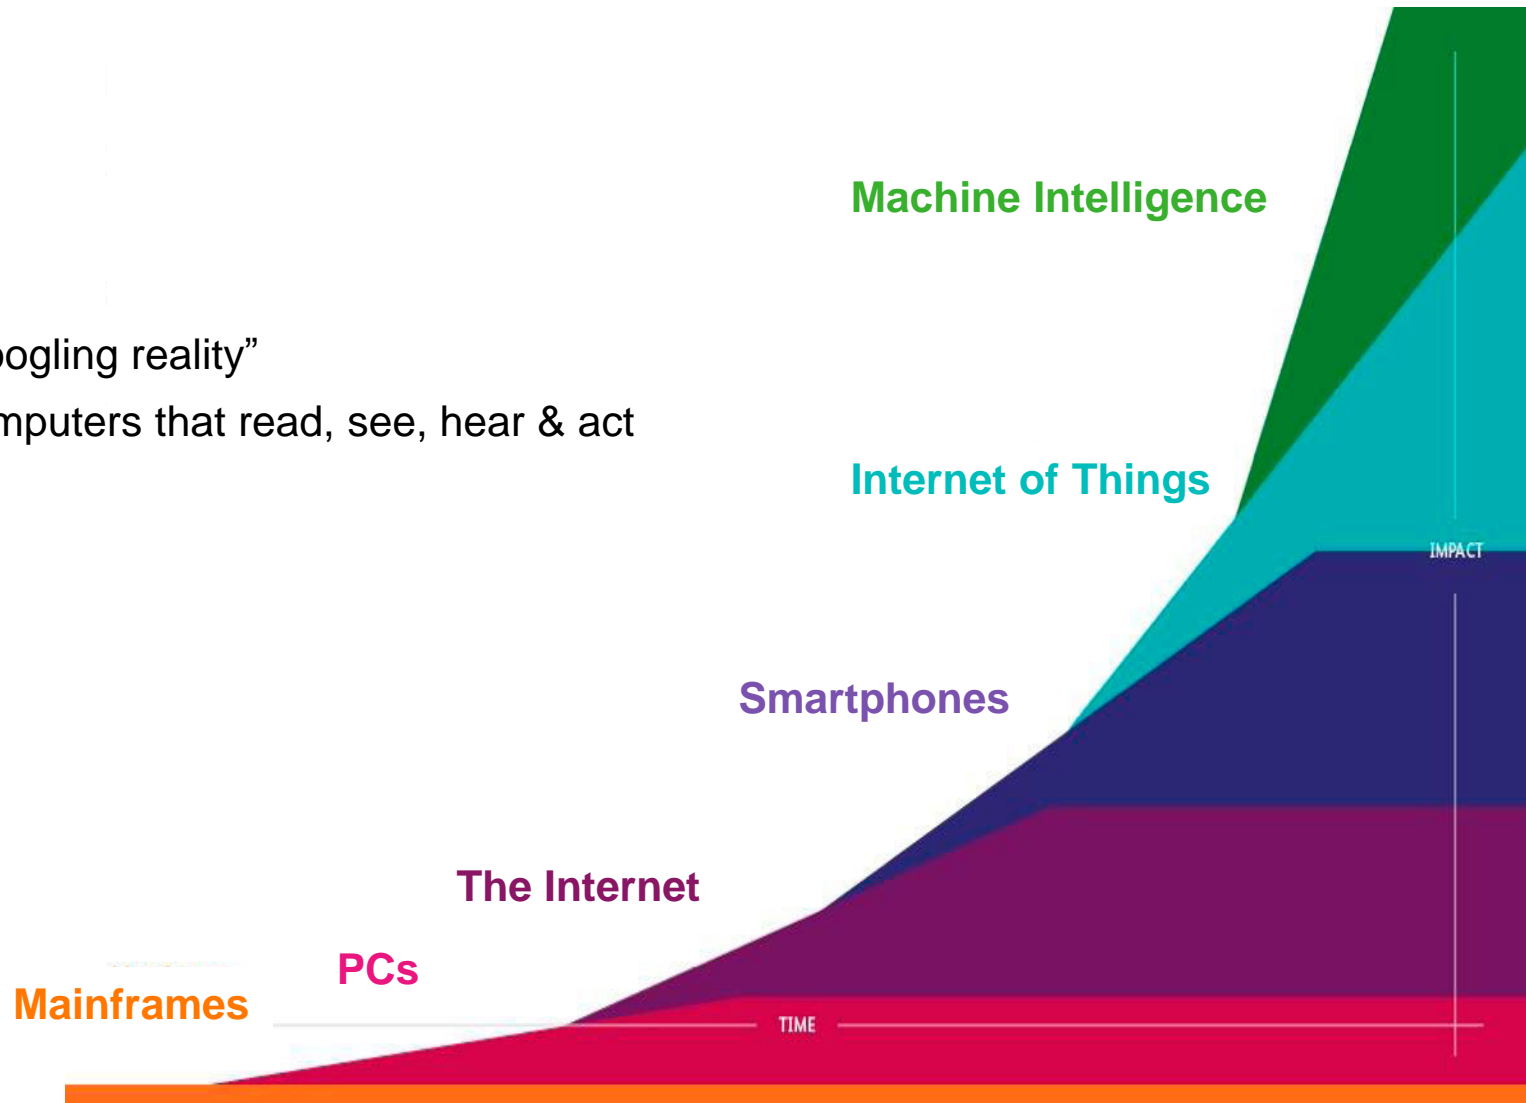 Machine Intelligence
oogling reality”
mputers that read, see, hear & act
Internet of Things
IMPACT
Smartphones
The Internet
PCs
Mainframes
TIME